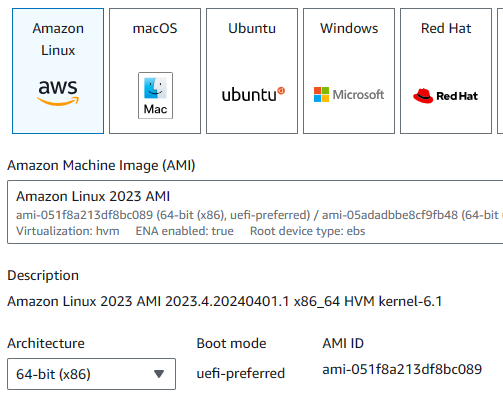 Amazon Linux
macOS
Ubuntu
Windows
Red Hat
aws
Mac
ubuntu
Microsoft
Red Hat
Amazon Machine Image (AMI)
Amazon Linux 2023 AMI
ami-051f8a213df8bc089 (64-bit (x86), uefi-preferred) / ami-05adadbbe8cf9fb48 (64-bit
Virtualization: hvm ENA enabled: true Root device type: ebs
Description
Amazon Linux 2023 AMI 2023.4.20240401.1 x86_64 HVM kernel-6.1
Architecture
Boot mode
AMI ID
64-bit (x86)
uefi-preferred
ami-051f8a213df8bc089